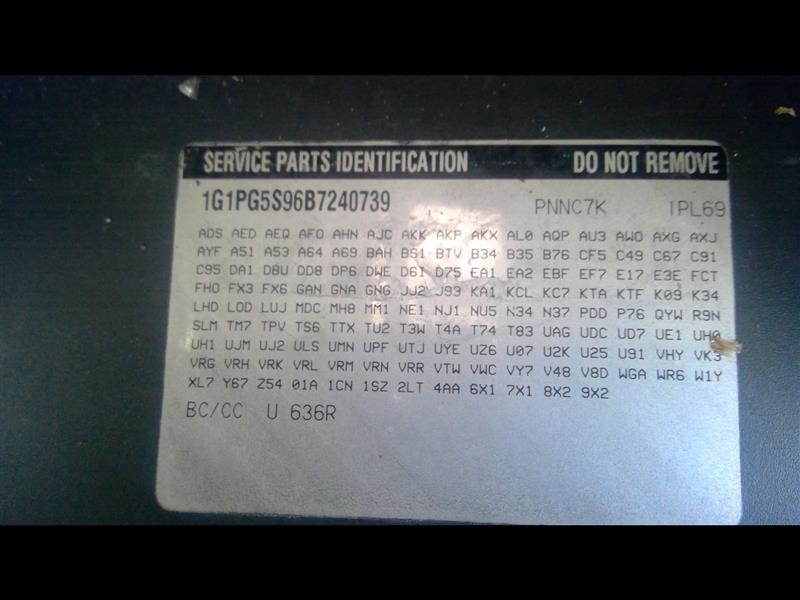 SERVICE PARTS IDENTIFICATION DO NOT REMOVE
1G1PG5S96B7240739 PNNC7K 1PL69
ADS AED AEQ AFO AHN AJC AKK AKP AKX AL0 AQP AU3 AWO AXG AXJ
AYF A51 A53 A64 A69 BAH BS1 BTV B34 B35 B76 CF5 C49 C67 C91
C95 DA1 DBU DD8 DP6 DWE D6I D75 EA1 EA2 EBF EF7 E17 E3E FCT
FHO FX3 FX6 GAN GNA GNG JJ2 J93 KA1 KCL KC7 KTA KTF K09 K34
LHD LOD LUJ MDC MH8 MM1 NE1 NJ1 NU5 N34 N37 PDD P76 QYW R9N
SLM TM7 TPV TS6 TTX TU2 T3W T4A T74 T83 UAG UDC UD7 UE1 UH0
UH1 UJM UJ2 ULS UMN UPF UTJ UYE UZ6 U07 U2K U25 U91 VHY VK3
VRG VRH VRK VRL VRM VRN VRR VTW VWC VY7 V48 V8D WGA WR6 W1Y
XL7 Y67 Z54 01A 1CN 1SZ 2LT 4AA 6X1 7X1 8X2 9X2
BC/CC U 636R